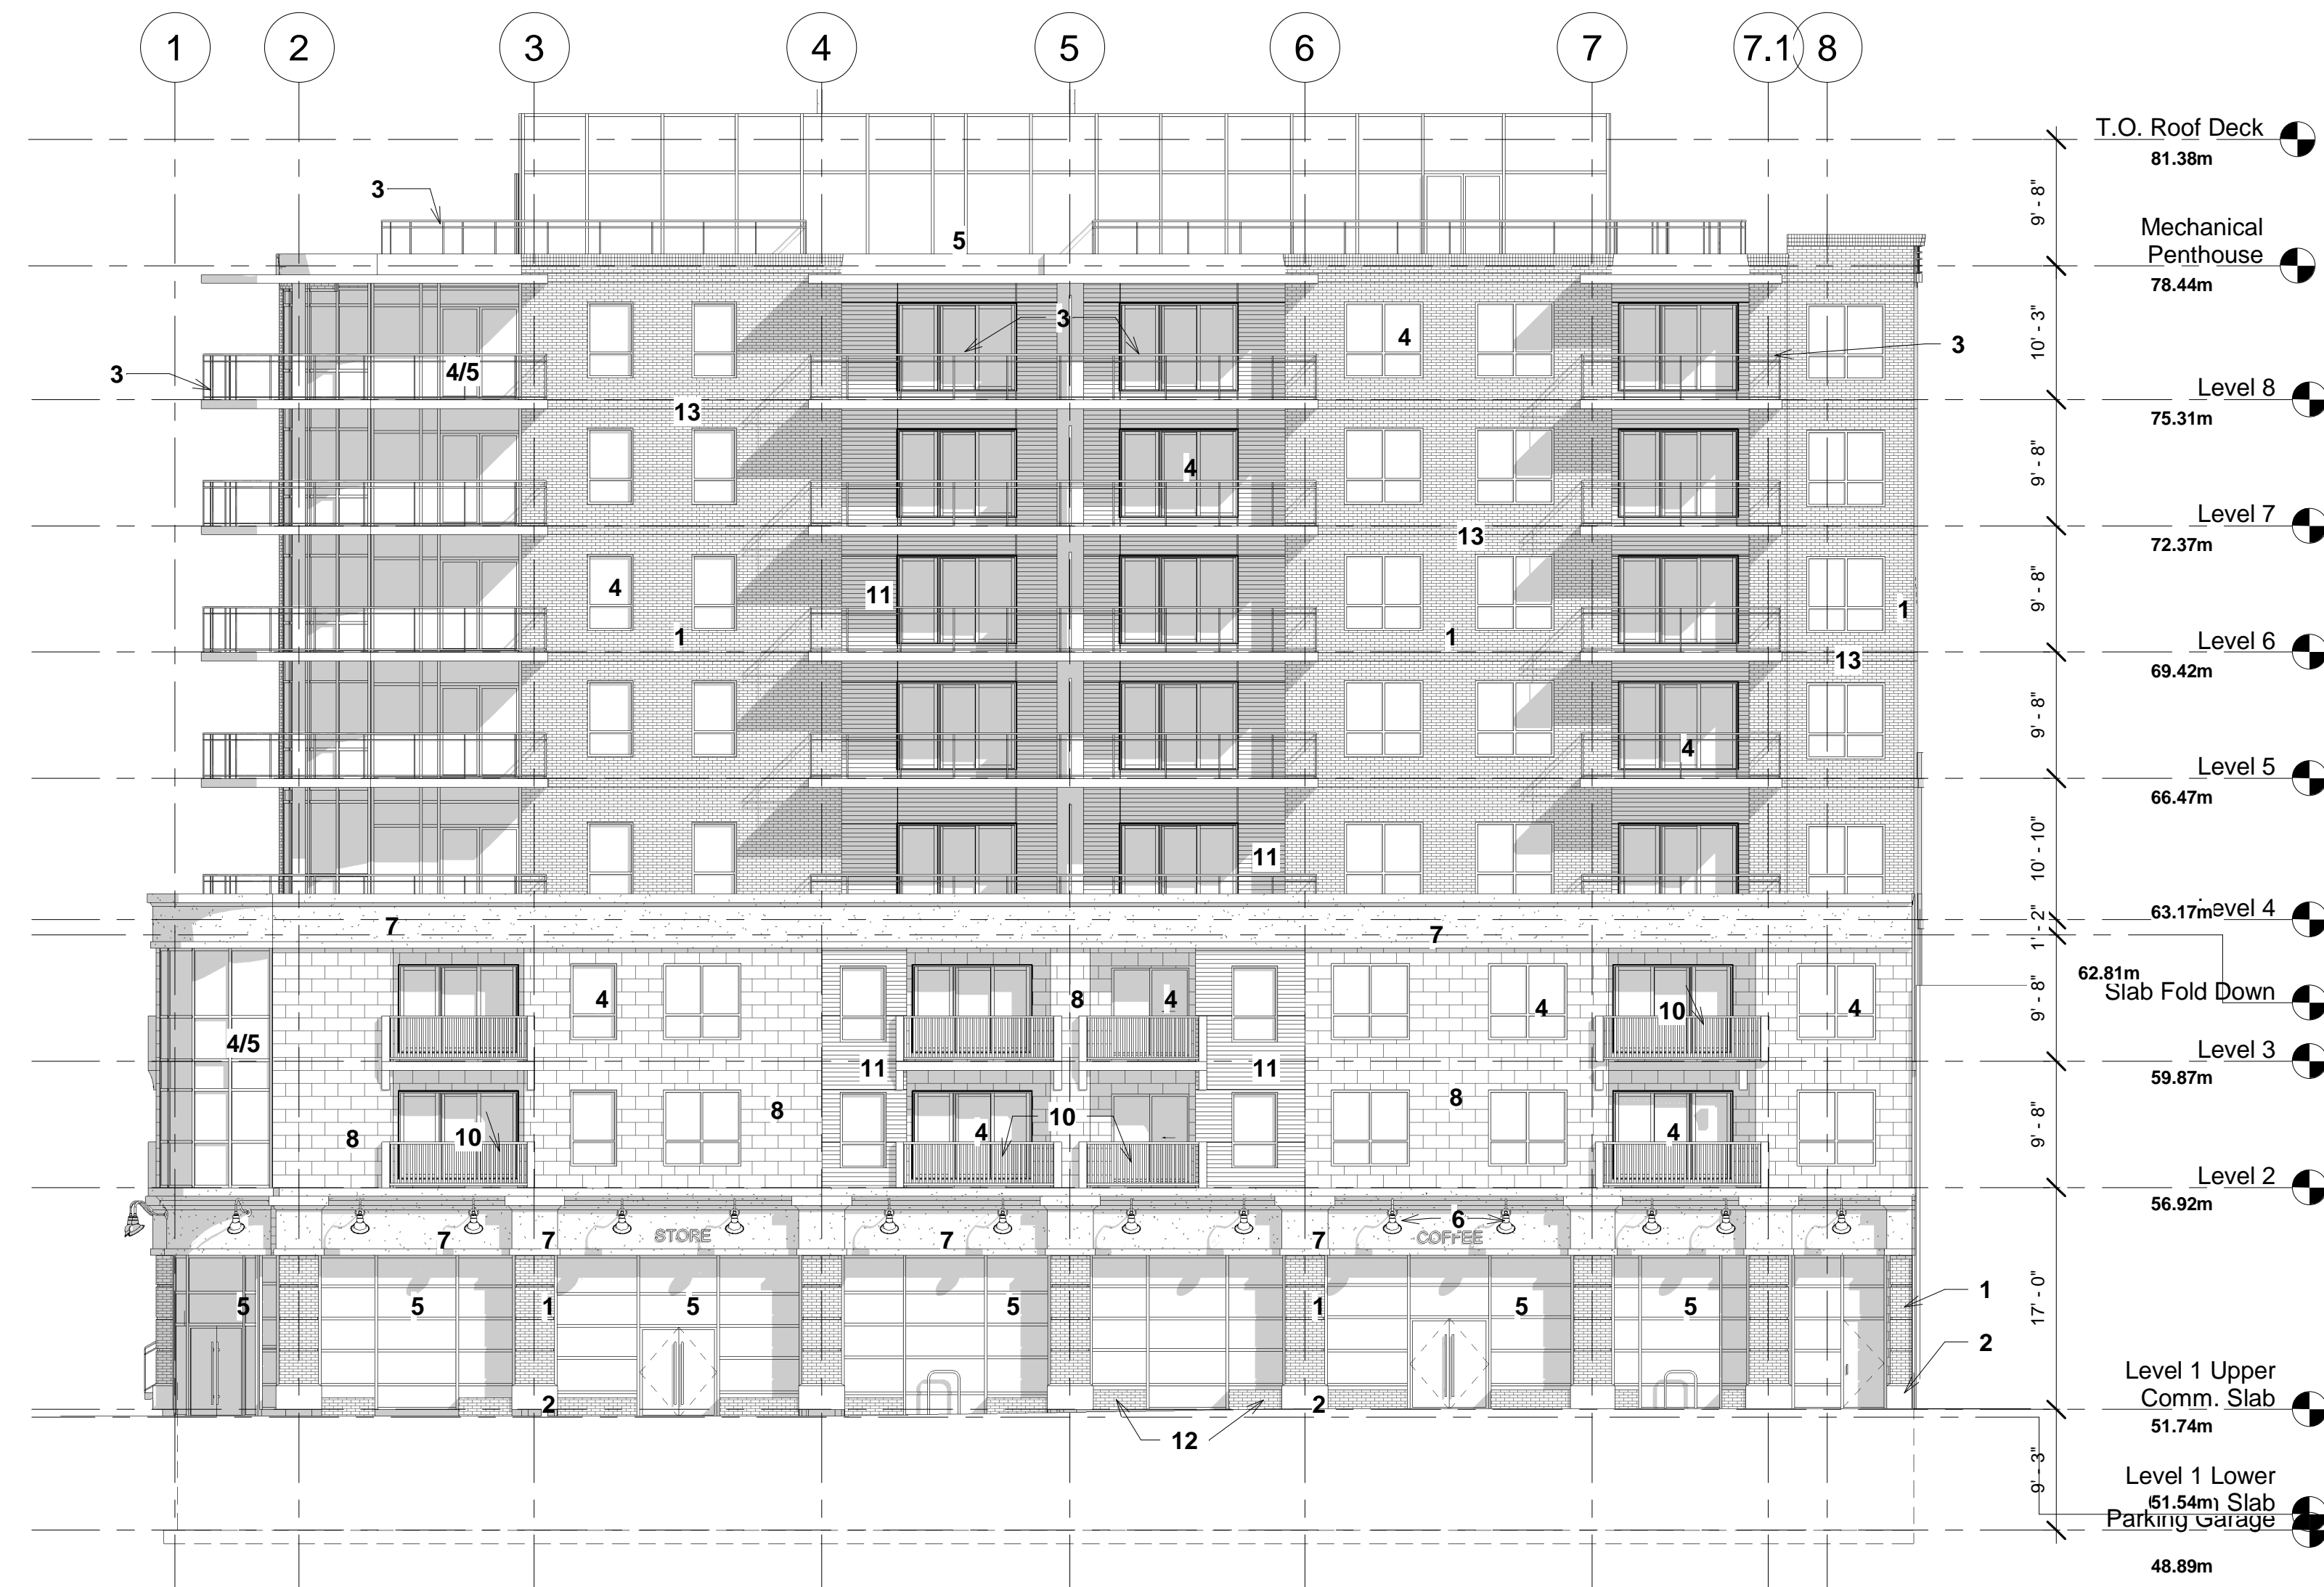 1 2 3 4 5 6 7 7.1 8
T.O. Roof Deck
81.38m
3
9' - 8"
5
Mechanical
Penthouse
78.44m
3
4
10' - 3"
3
3
4/5
Level 8
75.31m
13
9' - 8"
4
Level 7
72.37m
13
4
11
9' - 8"
1
1
1
Level 6
69.42m
13
9' - 8"
4
Level 5
66.47m
11
10' - 10"
7
7
63.17m
Level 4
1' - 2"
62.81m
Slab Fold Down
4
8
4
4
10
4
9' - 8"
4/5
11
11
Level 3
59.87m
8
8
8
10
10
4
4
9' - 8"
Level 2
56.92m
STORE
COFFEE
6
7
7
7
7
5
5
1
5
5
1
5
5
1
17' - 0"
2
2
2
Level 1 Upper
Comm. Slab
51.74m
12
9' - 3"
Level 1 Lower
51.54m Slab
Parking Garage
48.89m